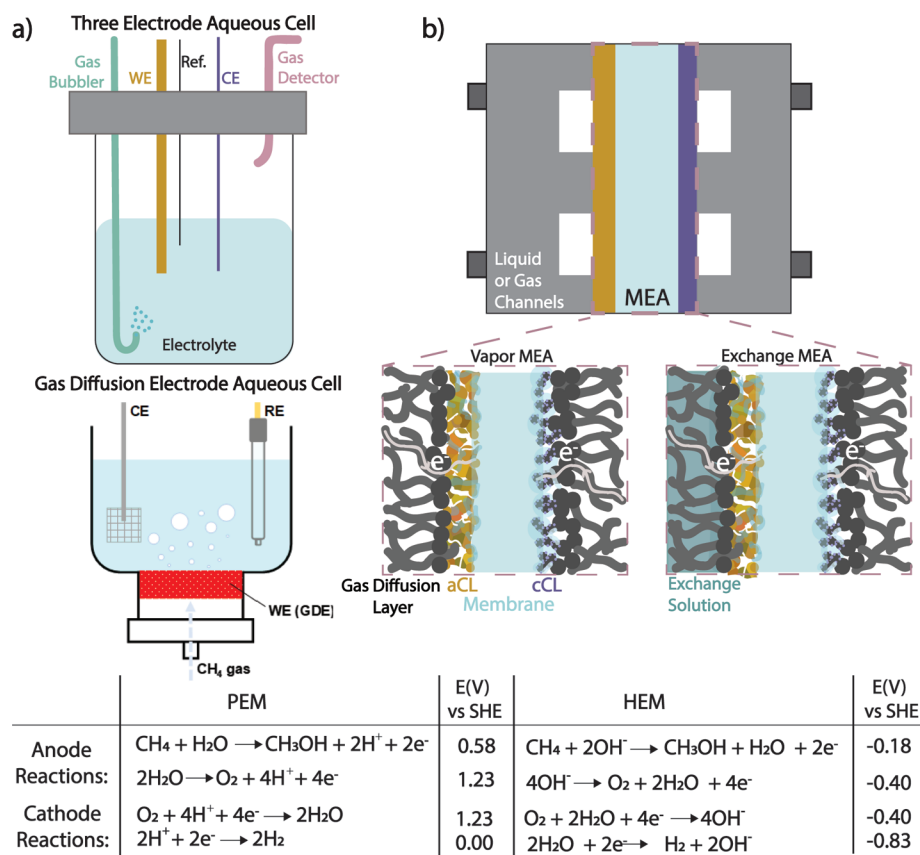 a)
Three Electrode Aqueous Cell
Gas
Bubbler
WE
Ref.
CE
Gas
Detector
Electrolyte
Gas Diffusion Electrode Aqueous Cell
CE
RE
WE (GDE)
CH₄ gas
b)
Liquid
or Gas
Channels
MEA
Vapor MEA
Exchange MEA
e⁻
e⁻
e⁻
e⁻
Gas Diffusion
Layer
aCL
cCL
Membrane
Exchange
Solution
PEM
E(V)
vs SHE
HEM
E(V)
vs SHE
Anode
Reactions:
CH₄ + H₂O → CH₃OH + 2H⁺ + 2e⁻
0.58
CH₄ + 2OH⁻ → CH₃OH + H₂O + 2e⁻
-0.18
2H₂O → O₂ + 4H⁺ + 4e⁻
1.23
4OH⁻ → O₂ + 2H₂O + 4e⁻
-0.40
Cathode
Reactions:
O₂ + 4H⁺ + 4e⁻ → 2H₂O
1.23
O₂ + 2H₂O + 4e⁻ → 4OH⁻
-0.40
2H⁺ + 2e⁻ → 2H₂
0.00
2H₂O + 2e⁻ → H₂ + 2OH⁻
-0.83